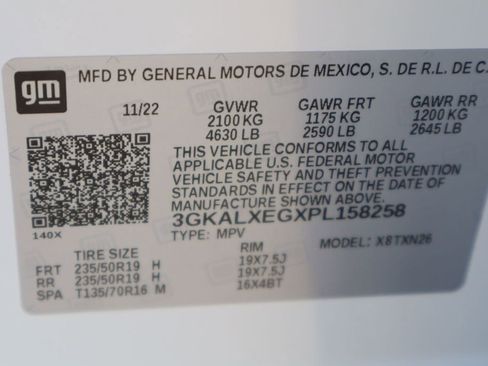 gm
MFD BY GENERAL MOTORS DE MEXICO, S. DE R.L. DE C.
11/22 GVWR GAWR FRT GAWR RR
2100 KG 1175 KG 1200 KG
4630 LB 2590 LB 2645 LB
THIS VEHICLE CONFORMS TO ALL
APPLICABLE U.S. FEDERAL MOTOR
VEHICLE SAFETY AND THEFT PREVENTION
STANDARDS IN EFFECT ON THE DATE OF
MANUFACTURE SHOWN ABOVE.
3GKALXEGXPL158258
140X TYPE: MPV MODEL: X8TXN26
TIRE SIZE RIM
FRT 235/50R19 H 19X7.5J
RR 235/50R19 H 19X7.5J
SPA T135/70R16 M 16X4BT